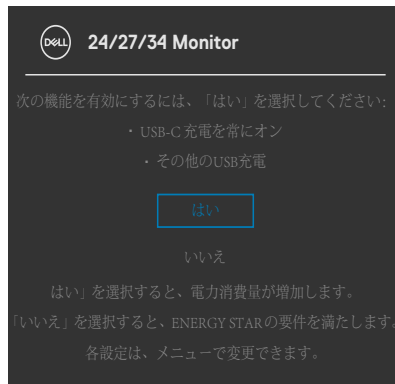 DELL 24/27/34 Monitor
次の機能を有効にするには、「はい」を選択してください:
・USB-C 充電を常にオン
・その他のUSB充電
はい
いいえ
はい」を選択すると、電力消費量が増加します。
「いいえ」を選択すると、ENERGY STARの要件を満たします。
各設定は、メニューで変更できます。